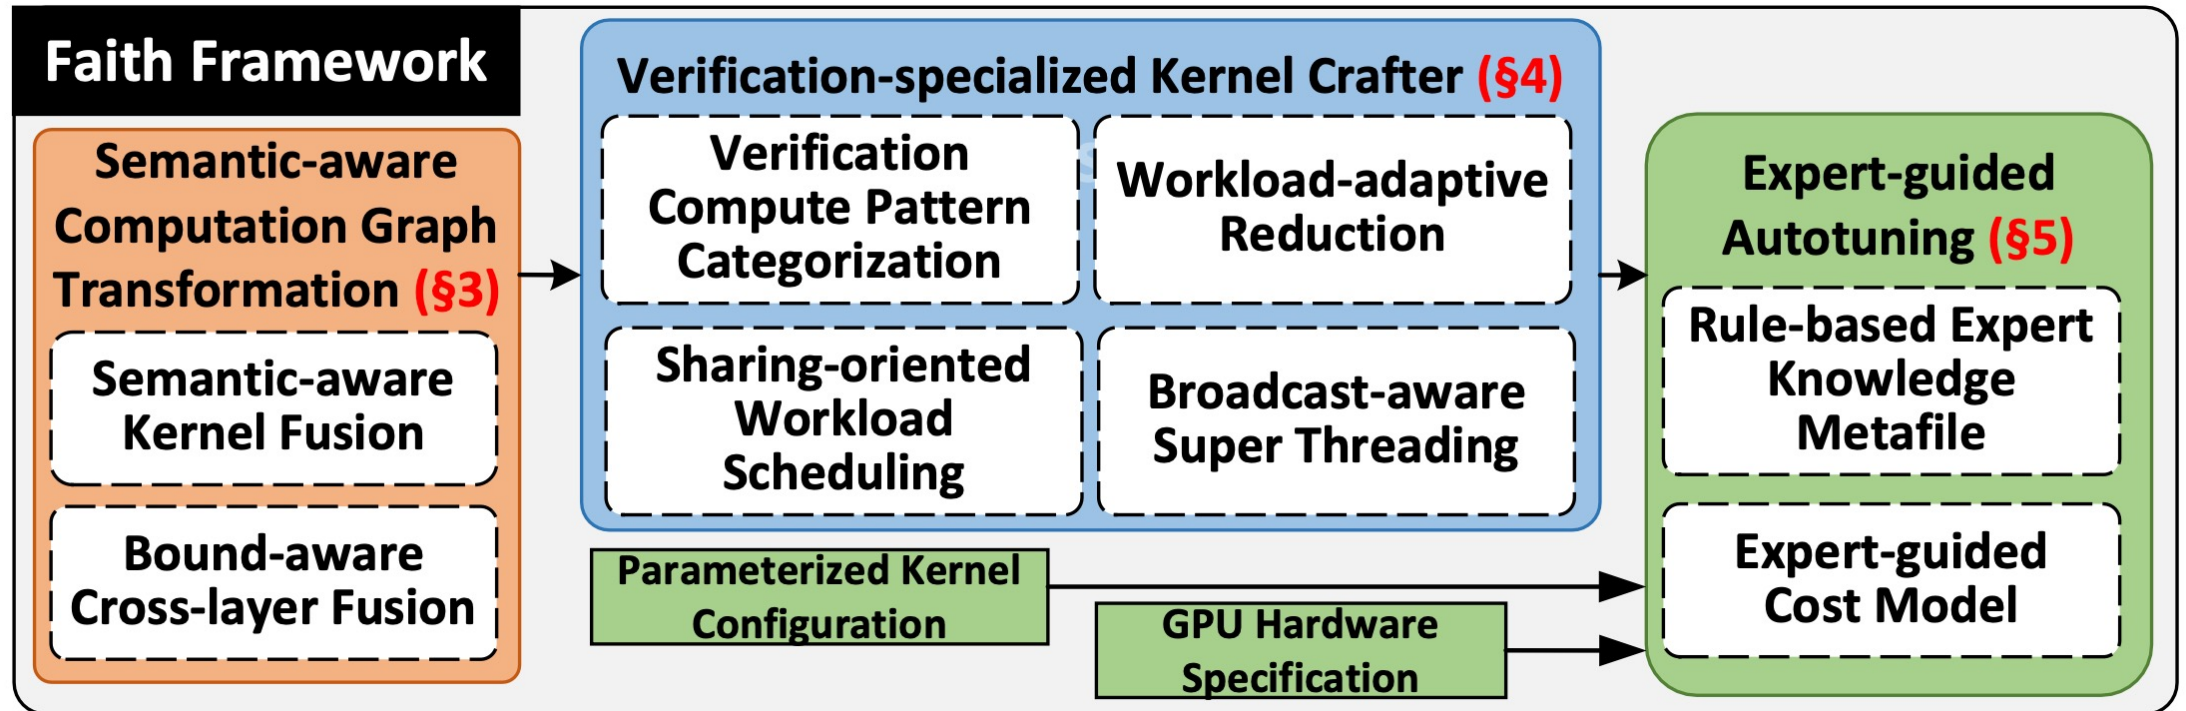 Faith Framework
Semantic-aware
Computation Graph
Transformation (§3)
Semantic-aware
Kernel Fusion
Bound-aware
Cross-layer Fusion
Verification-specialized Kernel Crafter (§4)
Verification
Compute Pattern
Categorization
Workload-adaptive
Reduction
Sharing-oriented
Workload
Scheduling
Broadcast-aware
Super Threading
Parameterized Kernel
Configuration
GPU Hardware
Specification
Expert-guided
Autotuning (§5)
Rule-based Expert
Knowledge
Metafile
Expert-guided
Cost Model